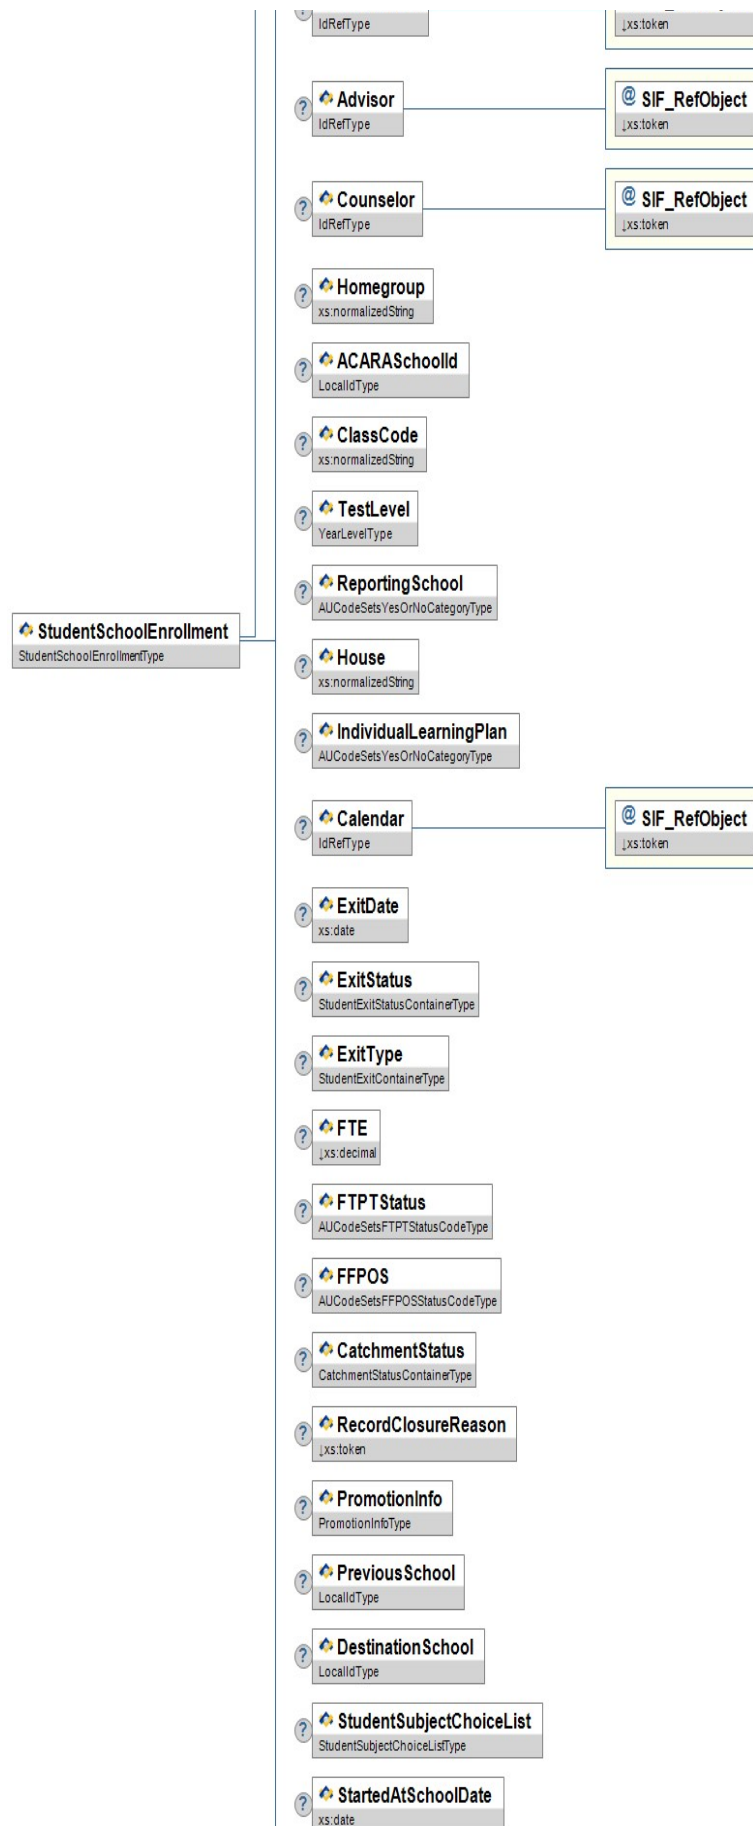 IdRefType
↓xs:token
?
Advisor
IdRefType
@ SIF_RefObject
↓xs:token
?
Counselor
IdRefType
@ SIF_RefObject
↓xs:token
?
Homegroup
xs:normalizedString
?
ACARASchoolId
LocalIdType
?
ClassCode
xs:normalizedString
?
TestLevel
YearLevelType
?
ReportingSchool
AUCodeSetsYesOrNoCategoryType
StudentSchoolEnrollment
StudentSchoolEnrollmentType
?
House
xs:normalizedString
?
IndividualLearningPlan
AUCodeSetsYesOrNoCategoryType
?
Calendar
IdRefType
@ SIF_RefObject
↓xs:token
?
ExitDate
xs:date
?
ExitStatus
StudentExitStatusContainerType
?
ExitType
StudentExitContainerType
?
FTE
↓xs:decimal
?
FTPTStatus
AUCodeSetsFTPTStatusCodeType
?
FFPOS
AUCodeSetsFFPOSStatusCodeType
?
CatchmentStatus
CatchmentStatusContainerType
?
RecordClosureReason
↓xs:token
?
PromotionInfo
PromotionInfoType
?
PreviousSchool
LocalIdType
?
DestinationSchool
LocalIdType
?
StudentSubjectChoiceList
StudentSubjectChoiceListType
?
StartedAtSchoolDate
xs:date